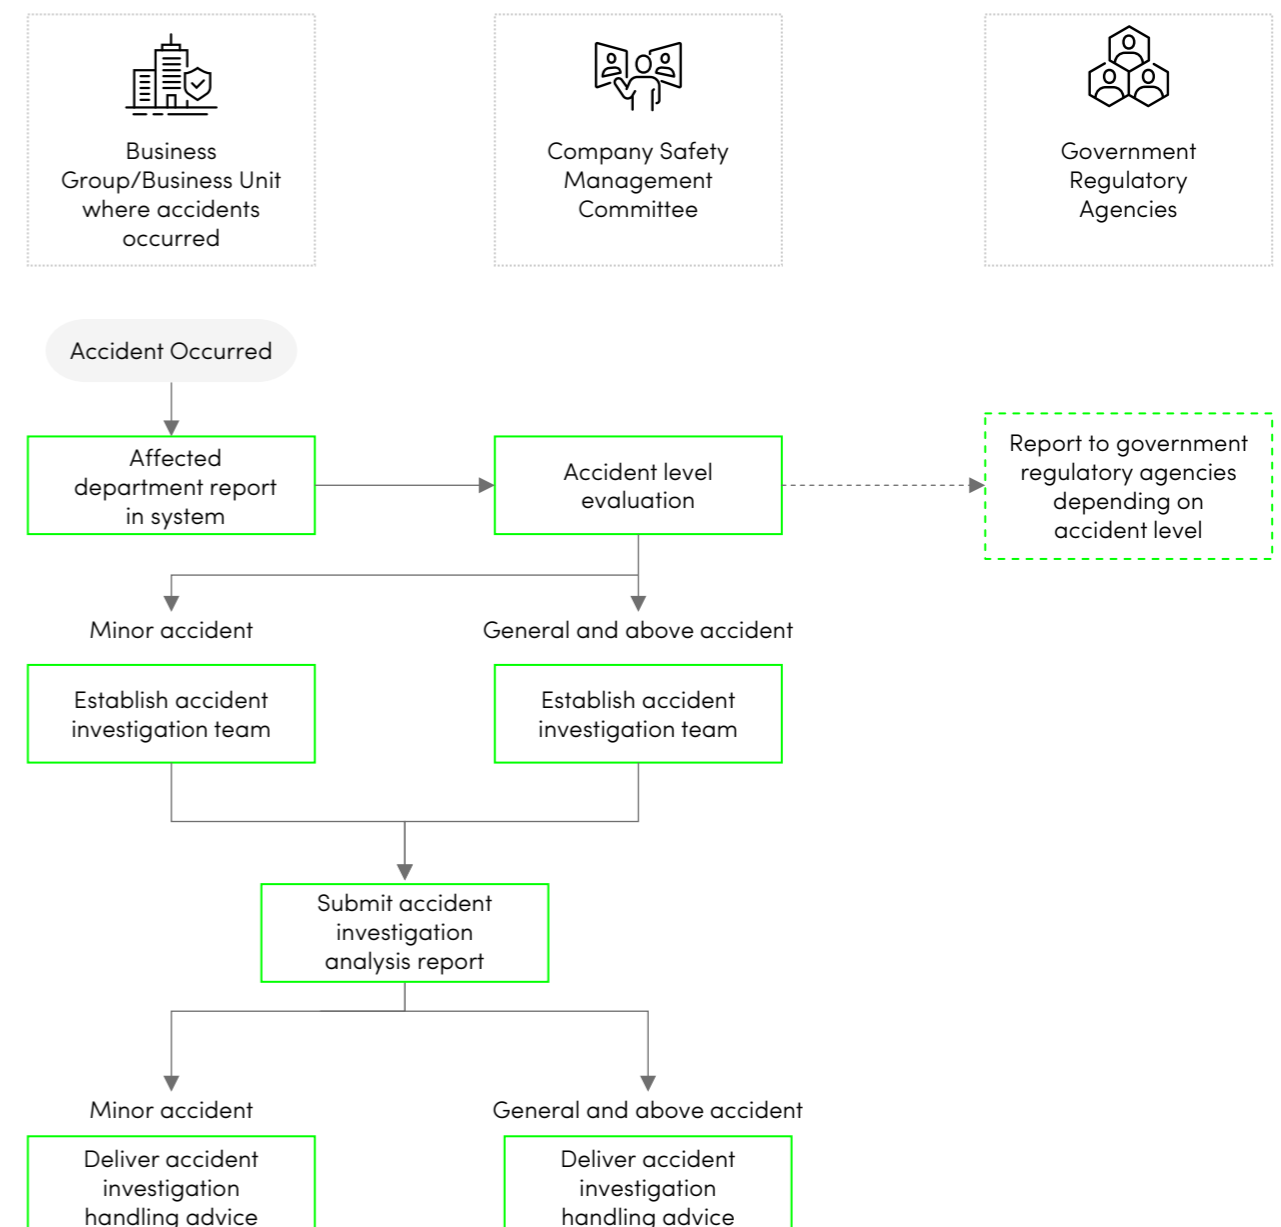 Business
Group/Business Unit
where accidents
occurred
Company Safety
Management
Committee
Government
Regulatory
Agencies
Accident Occurred
Affected
department report
in system
Accident level
evaluation
Report to government
regulatory agencies
depending on
accident level
Minor accident
General and above accident
Establish accident
investigation team
Establish accident
investigation team
Submit accident
investigation
analysis report
Minor accident
General and above accident
Deliver accident
investigation
handling advice
Deliver accident
investigation
handling advice